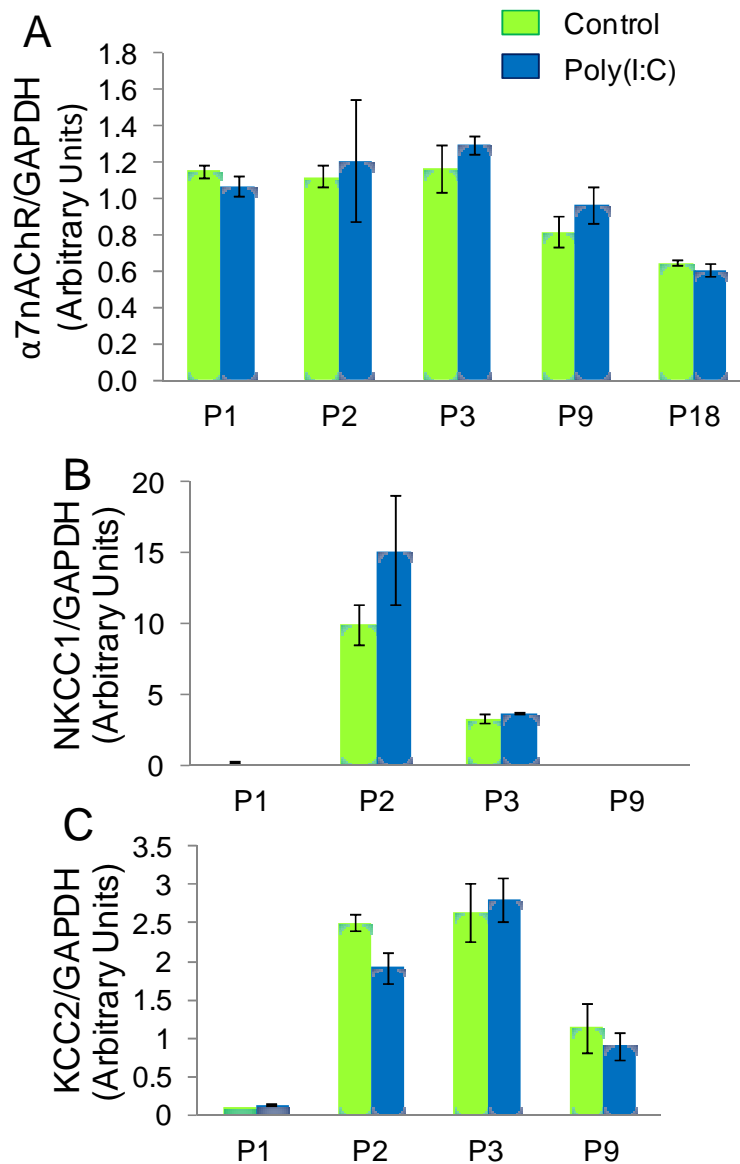 A
Control
Poly(I:C)
α7nAChR/GAPDH
(Arbitrary Units)
1.8
1.6
1.4
1.2
1.0
0.8
0.6
0.4
0.2
0.0
P1 P2 P3 P9 P18
B
NKCC1/GAPDH
(Arbitrary Units)
20
15
10
5
0
P1 P2 P3 P9
C
KCC2/GAPDH
(Arbitrary Units)
3.5
3
2.5
2
1.5
1
0.5
0
P1 P2 P3 P9